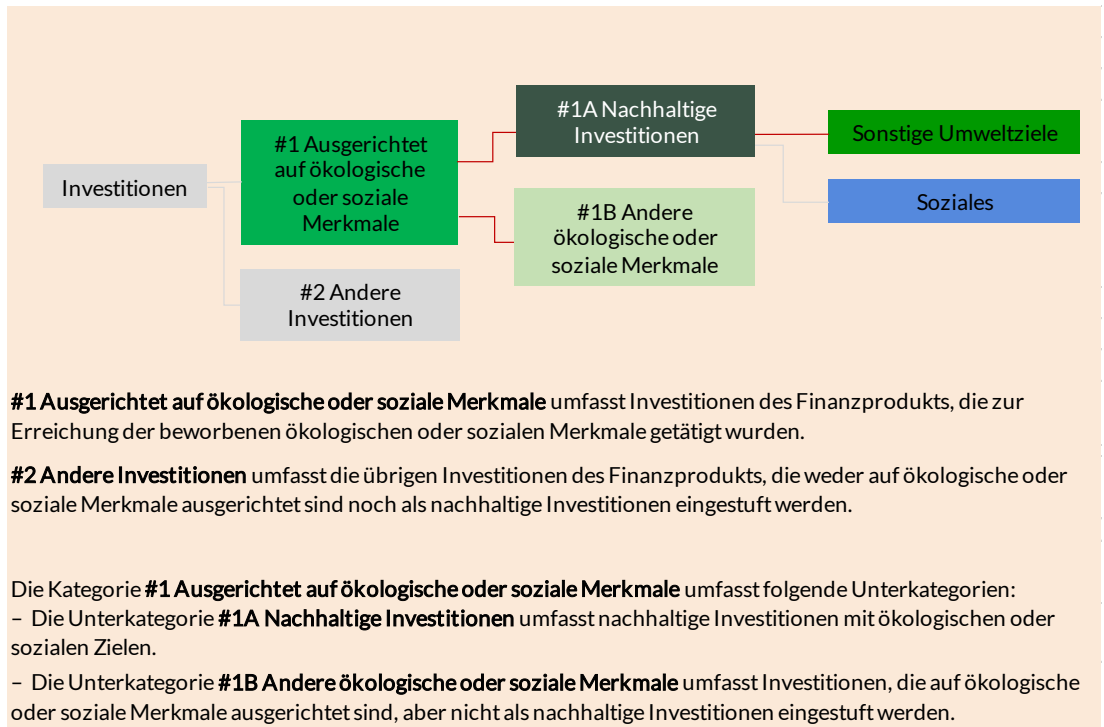 #1A Nachhaltige
Investitionen
Sonstige Umweltziele
#1 Ausgerichtet
auf ökologische
oder soziale
Merkmale
Investitionen
Soziales
#1B Andere
ökologische oder
soziale Merkmale
#2 Andere
Investitionen
#1 Ausgerichtet auf ökologische oder soziale Merkmale umfasst Investitionen des Finanzprodukts, die zur
Erreichung der beworbenen ökologischen oder sozialen Merkmale getätigt wurden.
#2 Andere Investitionen umfasst die übrigen Investitionen des Finanzprodukts, die weder auf ökologische oder
soziale Merkmale ausgerichtet sind noch als nachhaltige Investitionen eingestuft werden.
Die Kategorie #1 Ausgerichtet auf ökologische oder soziale Merkmale umfasst folgende Unterkategorien:
– Die Unterkategorie #1A Nachhaltige Investitionen umfasst nachhaltige Investitionen mit ökologischen oder
sozialen Zielen.
– Die Unterkategorie #1B Andere ökologische oder soziale Merkmale umfasst Investitionen, die auf ökologische
oder soziale Merkmale ausgerichtet sind, aber nicht als nachhaltige Investitionen eingestuft werden.